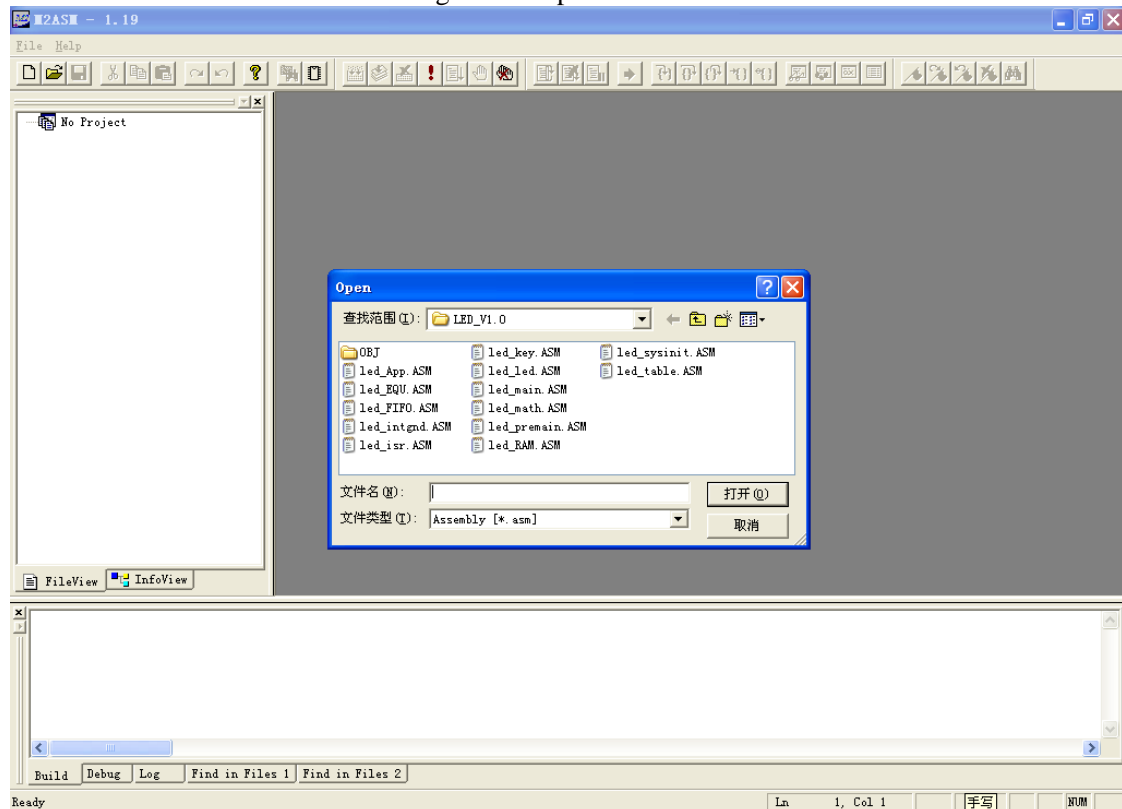 M2ASM - 1.19
File Help
No Project
Open
查找范围(I): LED_V1.0
OBJ
led_App.ASM
led_EQU.ASM
led_FIFO.ASM
led_intgnd.ASM
led_isr.ASM
led_key.ASM
led_led.ASM
led_main.ASM
led_math.ASM
led_premain.ASM
led_RAM.ASM
led_sysinit.ASM
led_table.ASM
文件名(N):
打开(O)
文件类型(T): Assembly [*.asm]
取消
FileView InfoView
Build Debug Log Find in Files 1 Find in Files 2
Ready Ln 1, Col 1 手写 NUM